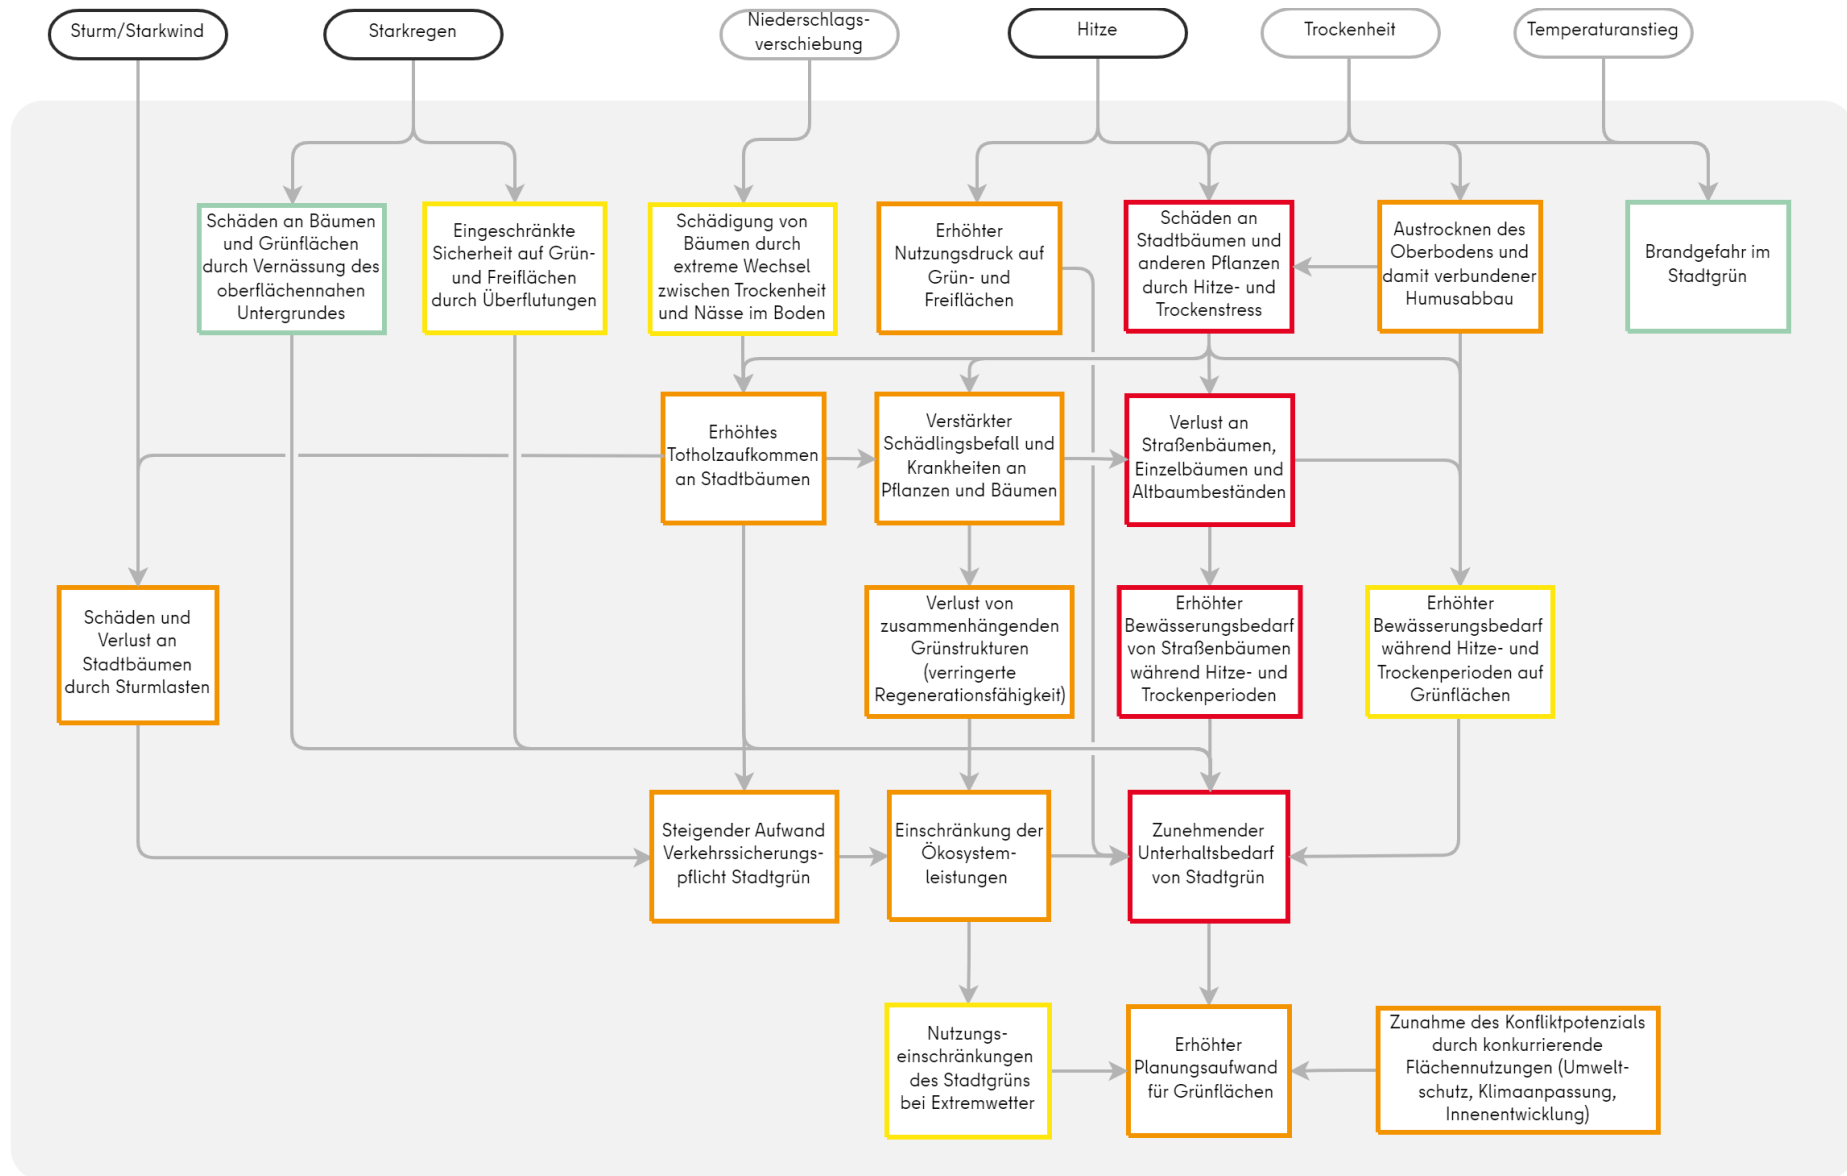 Sturm/Starkwind
Starkregen
Niederschlags-
verschiebung
Hitze
Trockenheit
Temperaturanstieg
Schäden an Bäumen
und Grünflächen
durch Vernässung des
oberflächennahen
Untergrundes
Eingeschränkte
Sicherheit auf Grün-
und Freiflächen
durch Überflutungen
Schädigung von
Bäumen durch
extreme Wechsel
zwischen Trockenheit
und Nässe im Boden
Erhöhter
Nutzungsdruck auf
Grün- und
Freiflächen
Schäden an
Stadtbäumen und
anderen Pflanzen
durch Hitze- und
Trockenstress
Austrocknen des
Oberbodens und
damit verbundener
Humusabbau
Brandgefahr im
Stadtgrün
Erhöhtes
Totholzaufkommen
an Stadtbäumen
Verstärkter
Schädlingsbefall und
Krankheiten an
Pflanzen und Bäumen
Verlust an
Straßenbäumen,
Einzelbäumen und
Altbaumbeständen
Schäden und
Verlust an
Stadtbäumen
durch Sturmlasten
Verlust von
zusammenhängenden
Grünstrukturen
(verringerte
Regenerationsfähigkeit)
Erhöhter
Bewässerungsbedarf
von Straßenbäumen
während Hitze- und
Trockenperioden
Erhöhter
Bewässerungsbedarf
während Hitze- und
Trockenperioden auf
Grünflächen
Steigender Aufwand
Verkehrssicherungs-
pflicht Stadtgrün
Einschränkung der
Ökosystem-
leistungen
Zunehmender
Unterhaltsbedarf
von Stadtgrün
Nutzungs-
einschränkungen
des Stadtgrüns
bei Extremwetter
Erhöhter
Planungsaufwand
für Grünflächen
Zunahme des Konfliktpotenzials
durch konkurrierende
Flächennutzungen (Umwelt-
schutz, Klimaanpassung,
Innenentwicklung)